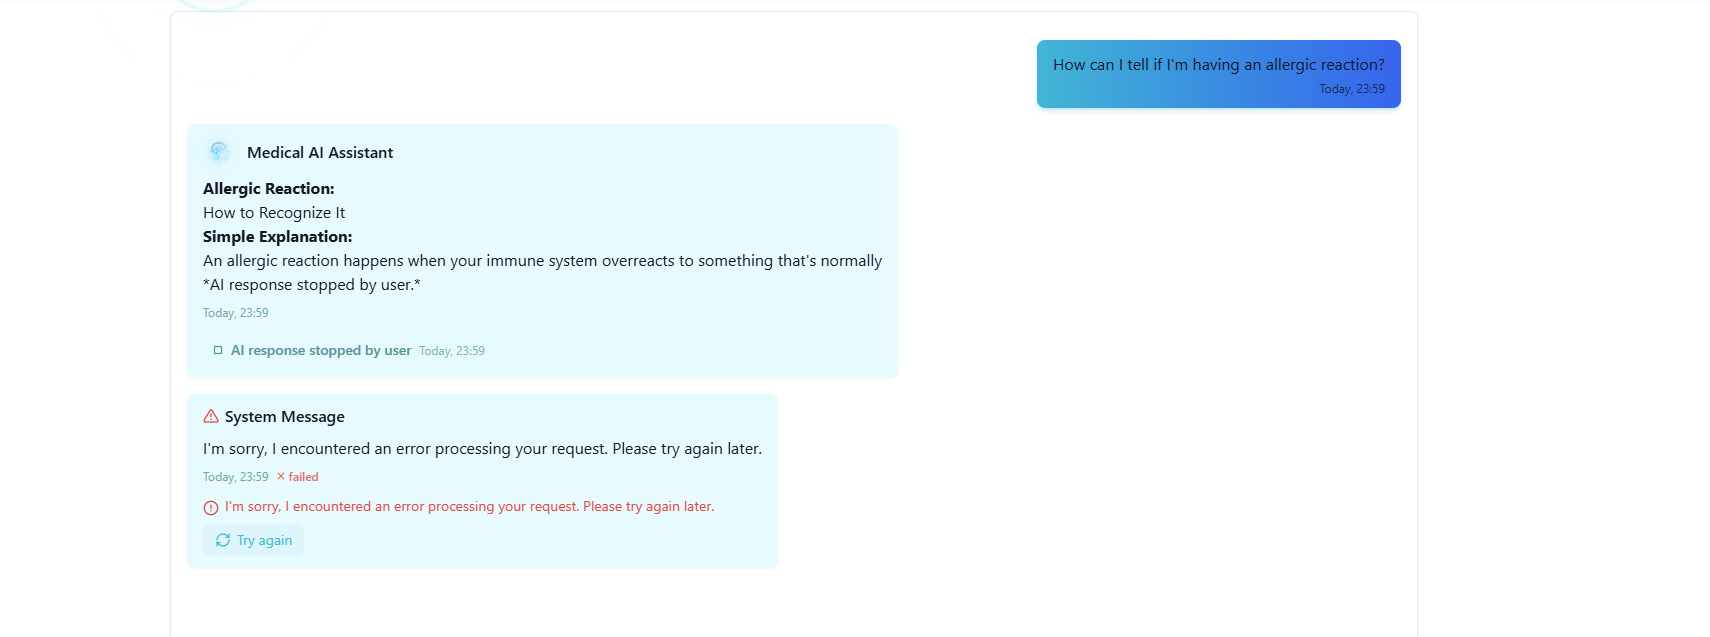 How can I tell if I'm having an allergic reaction?
Today, 23:59
Medical AI Assistant
Allergic Reaction:
How to Recognize It
Simple Explanation:
An allergic reaction happens when your immune system overreacts to something that's normally
*AI response stopped by user.*
Today, 23:59
AI response stopped by user Today, 23:59
System Message
I'm sorry, I encountered an error processing your request. Please try again later.
Today, 23:59 × failed
I'm sorry, I encountered an error processing your request. Please try again later.
Try again